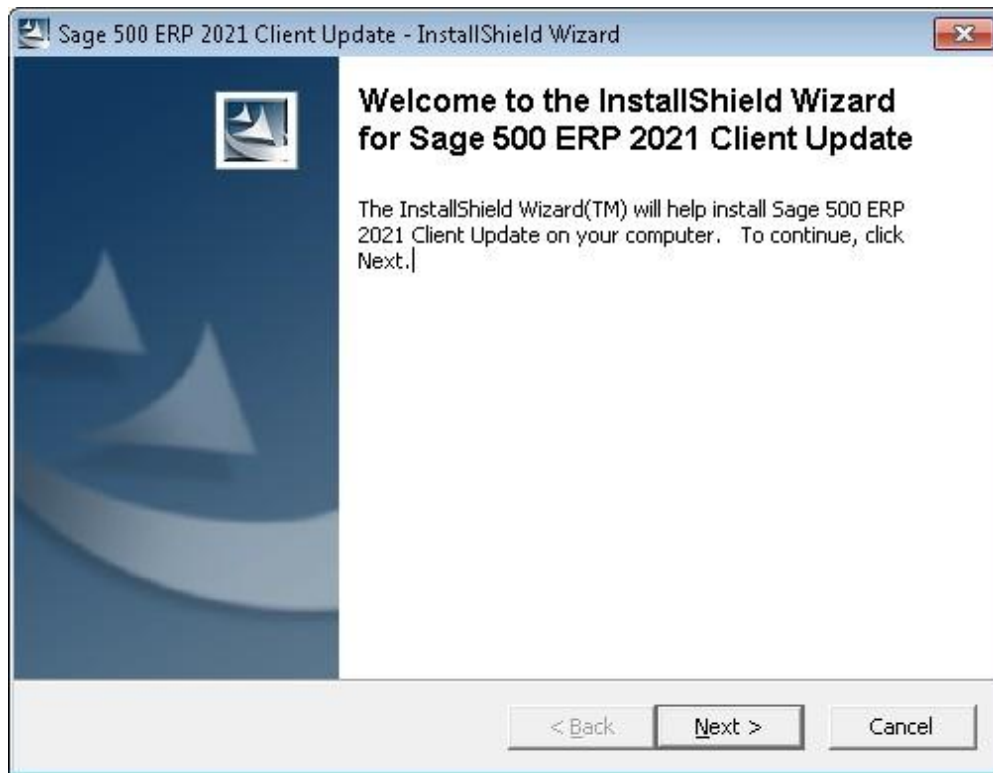 Sage 500 ERP 2021 Client Update - InstallShield Wizard
Welcome to the InstallShield Wizard
for Sage 500 ERP 2021 Client Update
The InstallShield Wizard(TM) will help install Sage 500 ERP
2021 Client Update on your computer.   To continue, click
Next.
< Back Next > Cancel